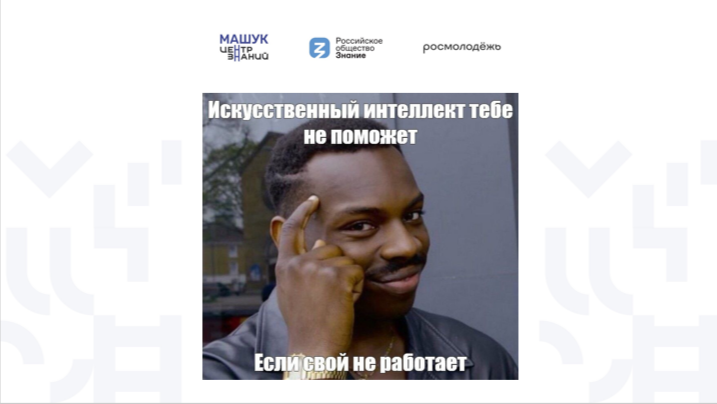 МАШУК
ЦЕНТР
ЗНАНИЙ
Российское
общество
Знание
росмолодёжь
Искусственный интеллект тебе
не поможет
Если свой не работает